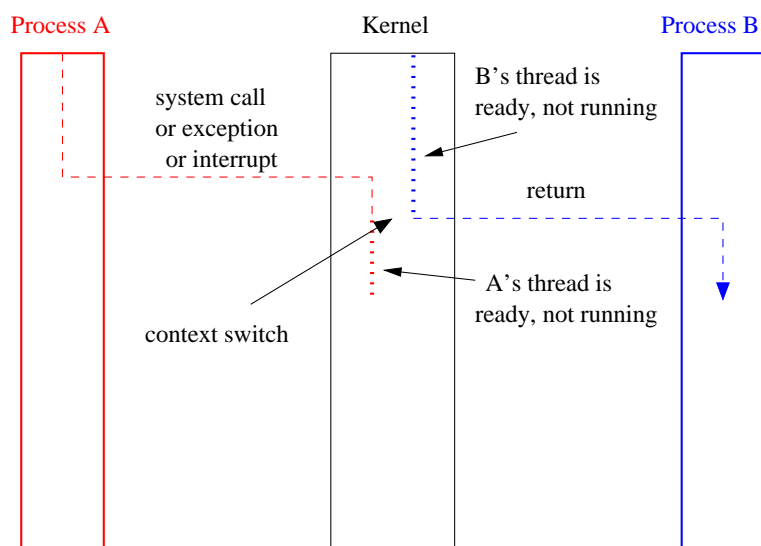 Process A
Kernel
Process B
system call
or exception
or interrupt
B’s thread is
ready, not running
return
A’s thread is
ready, not running
context switch